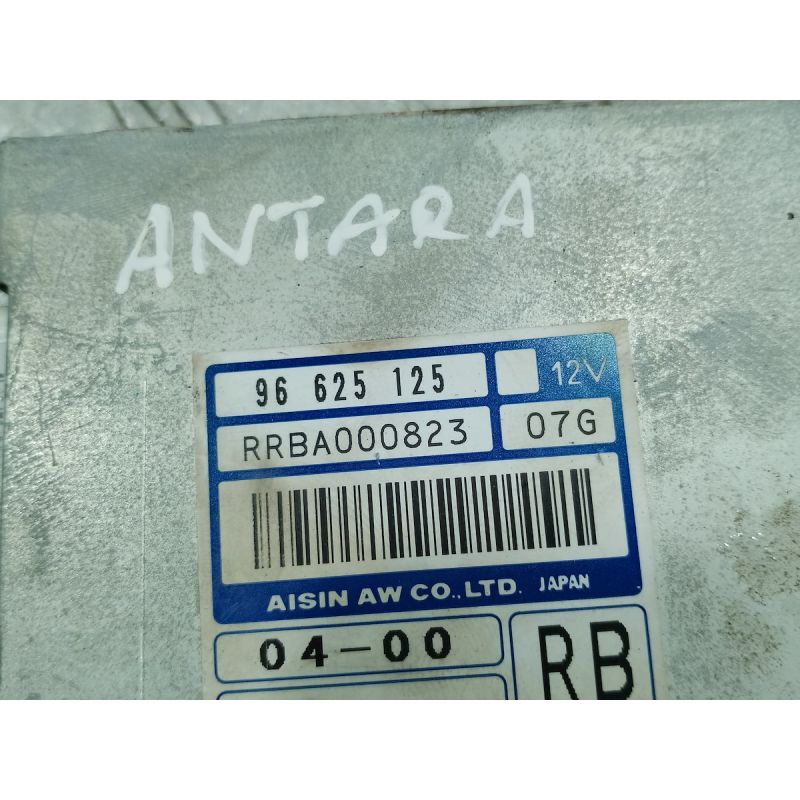 ANTARA
96 625 125 12V
RRBA000823 07G
AISIN AW CO.,LTD. JAPAN
04-00
RB